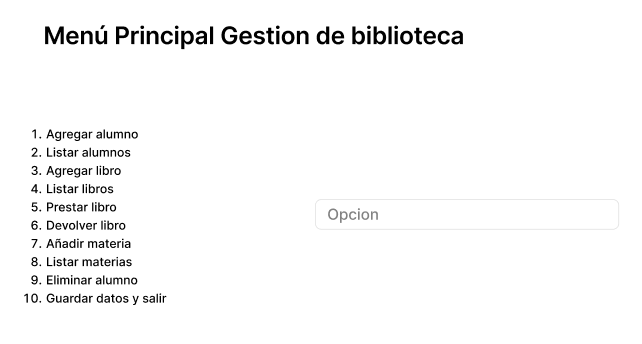 Menú Principal Gestion de biblioteca
1. Agregar alumno
2. Listar alumnos
3. Agregar libro
4. Listar libros
5. Prestar libro
6. Devolver libro
7. Añadir materia
8. Listar materias
9. Eliminar alumno
10. Guardar datos y salir
Opcion